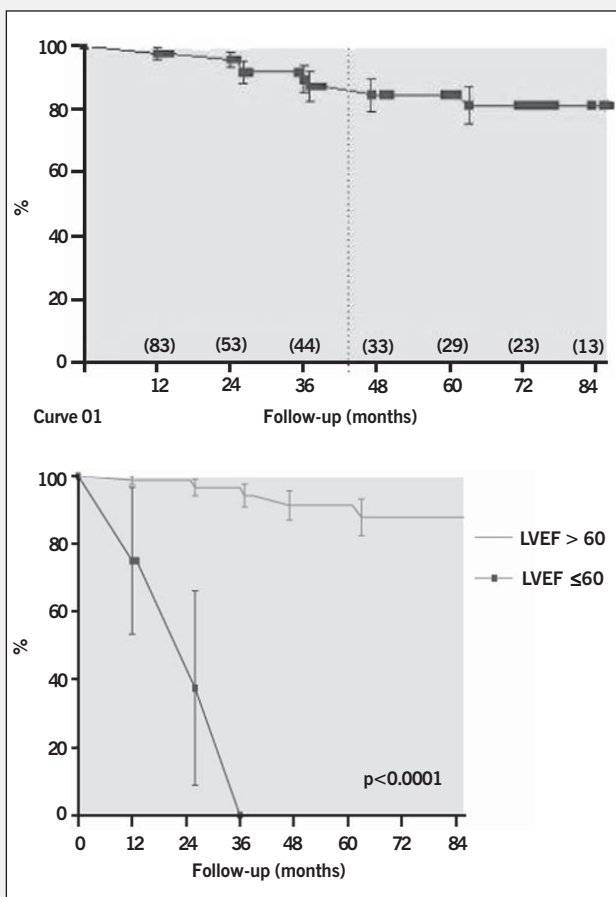 100
80
60
40
20
0
%
(83) (53) (44) (33) (29) (23) (13)
12 24 36 48 60 72 84
Curve 01 Follow-up (months)
100
80
60
40
20
0
%
LVEF > 60
LVEF ≤60
p<0.0001
0 12 24 36 48 60 72 84
Follow-up (months)